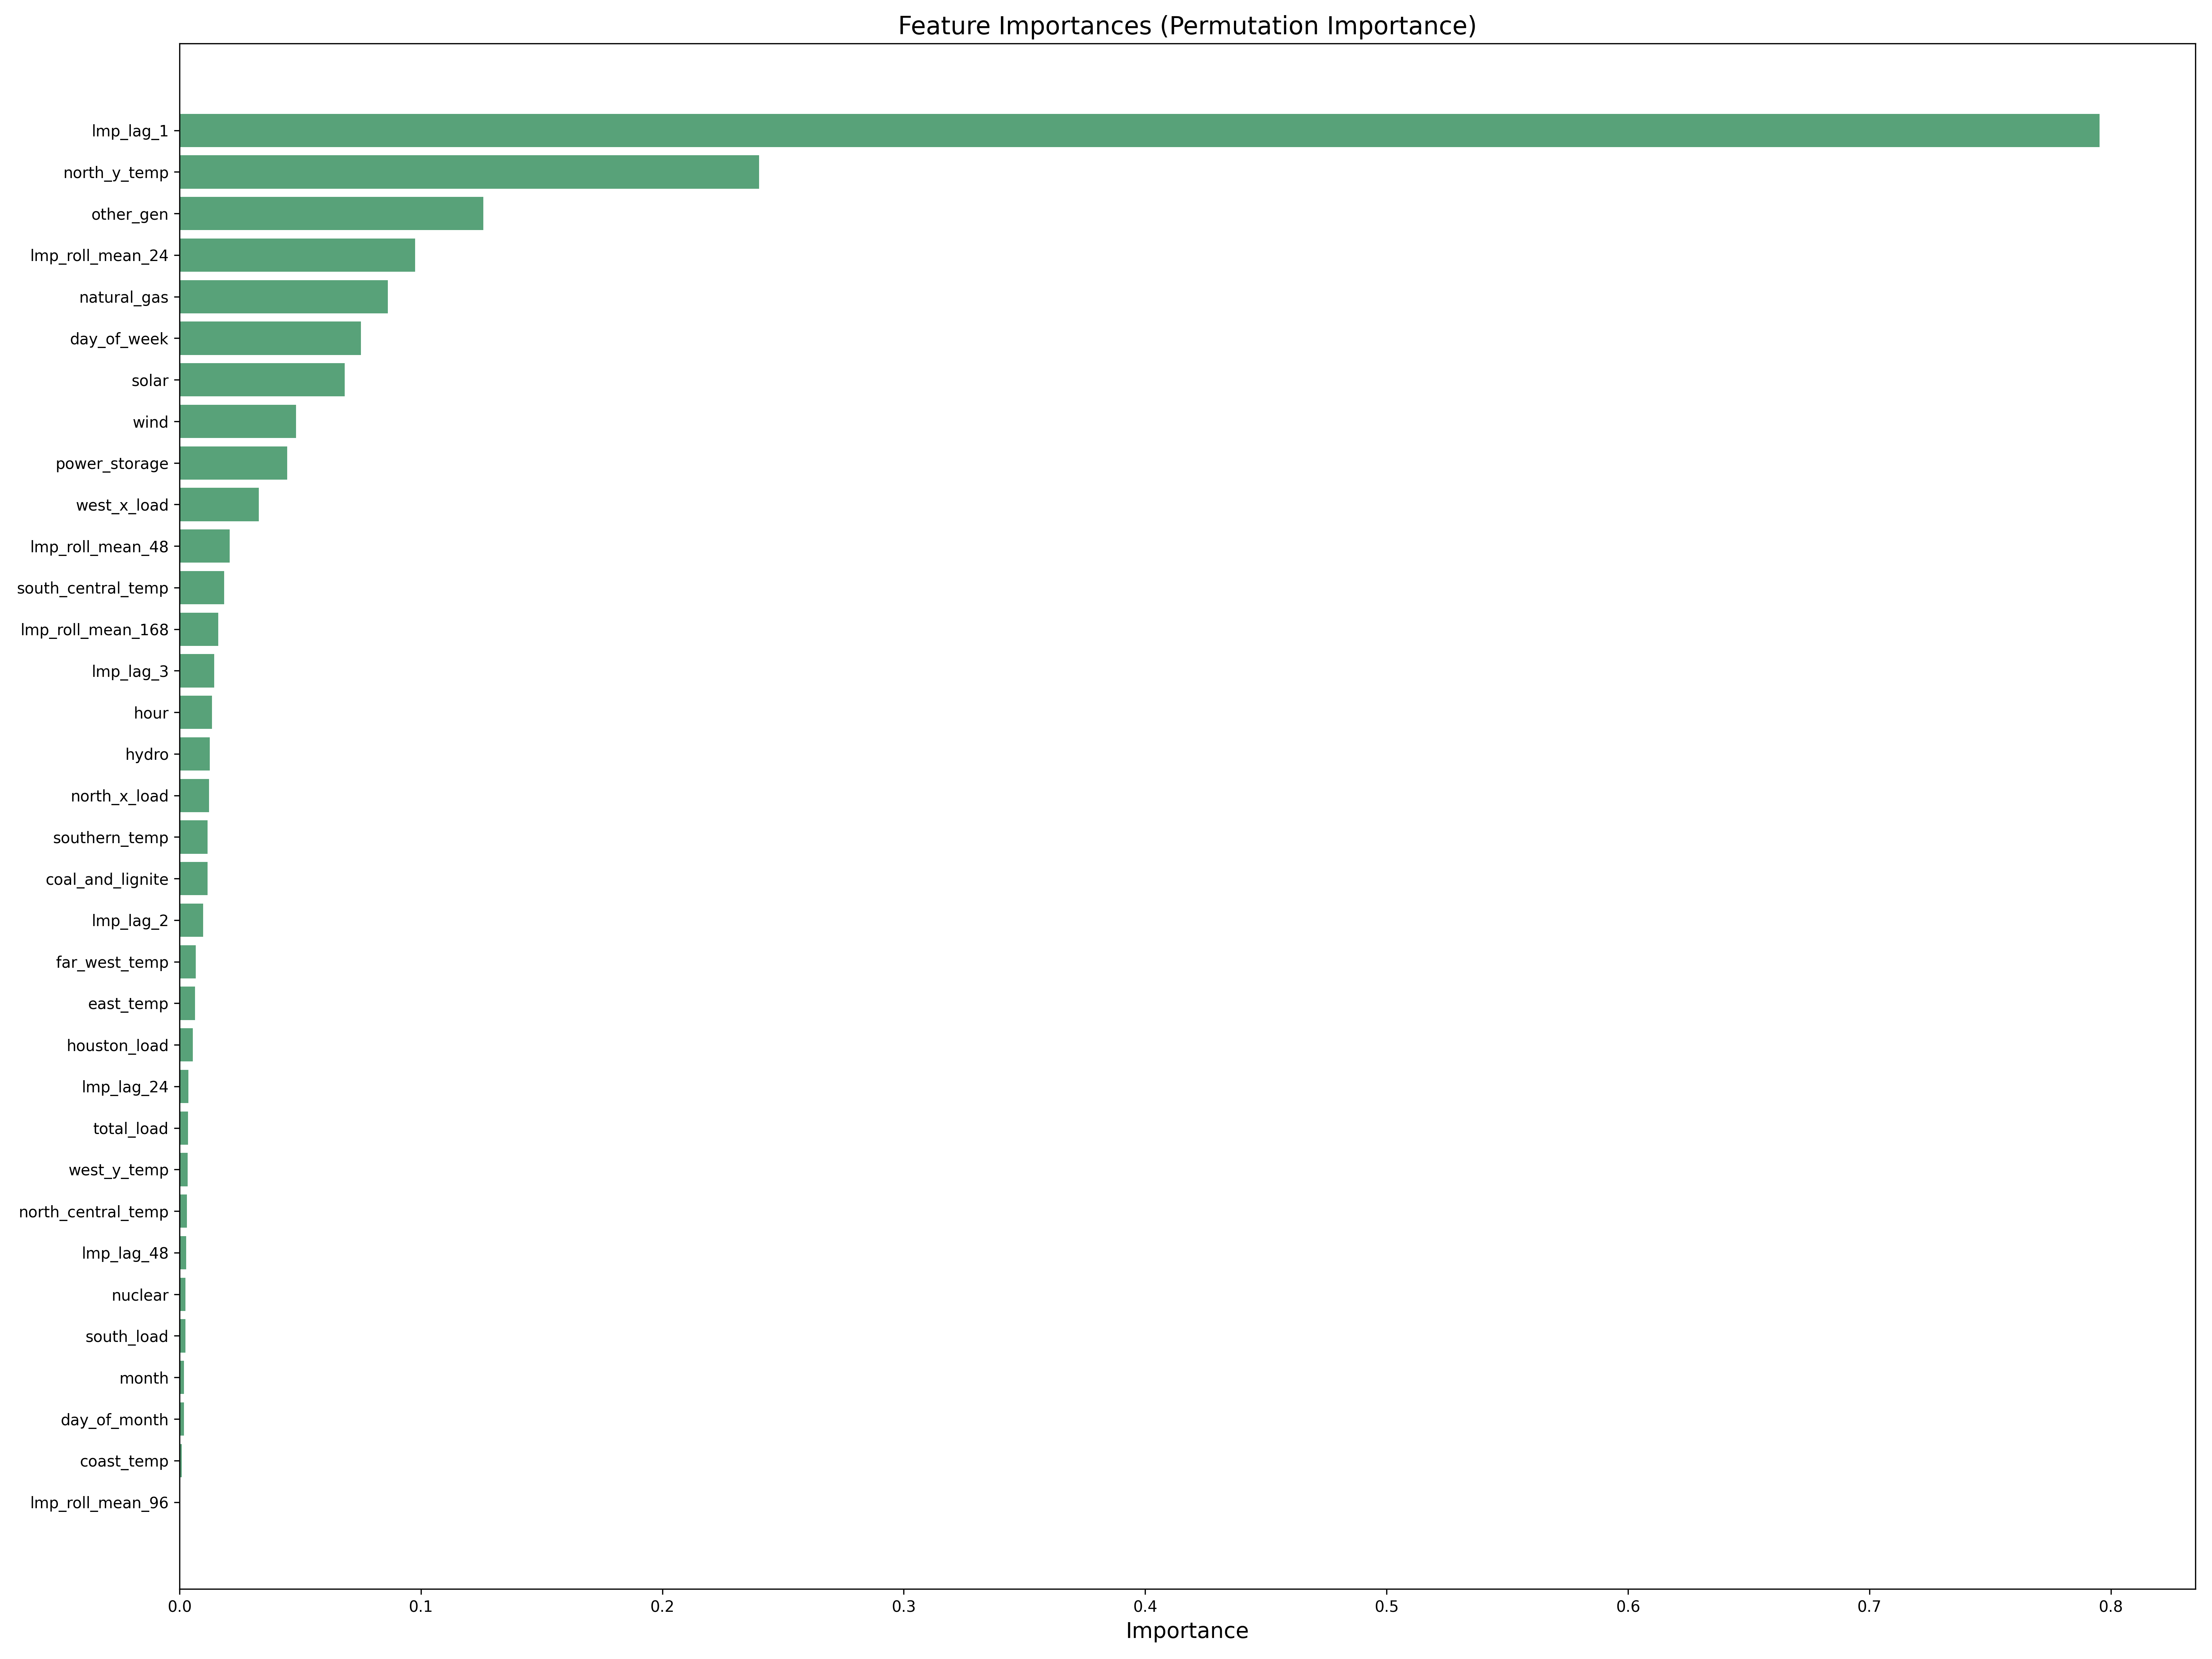 Feature Importances (Permutation Importance)
lmp_lag_1
north_y_temp
other_gen
lmp_roll_mean_24
natural_gas
day_of_week
solar
wind
power_storage
west_x_load
lmp_roll_mean_48
south_central_temp
lmp_roll_mean_168
lmp_lag_3
hour
hydro
north_x_load
southern_temp
coal_and_lignite
lmp_lag_2
far_west_temp
east_temp
houston_load
lmp_lag_24
total_load
west_y_temp
north_central_temp
lmp_lag_48
nuclear
south_load
month
day_of_month
coast_temp
lmp_roll_mean_96
0.0 0.1 0.2 0.3 0.4 0.5 0.6 0.7 0.8
Importance